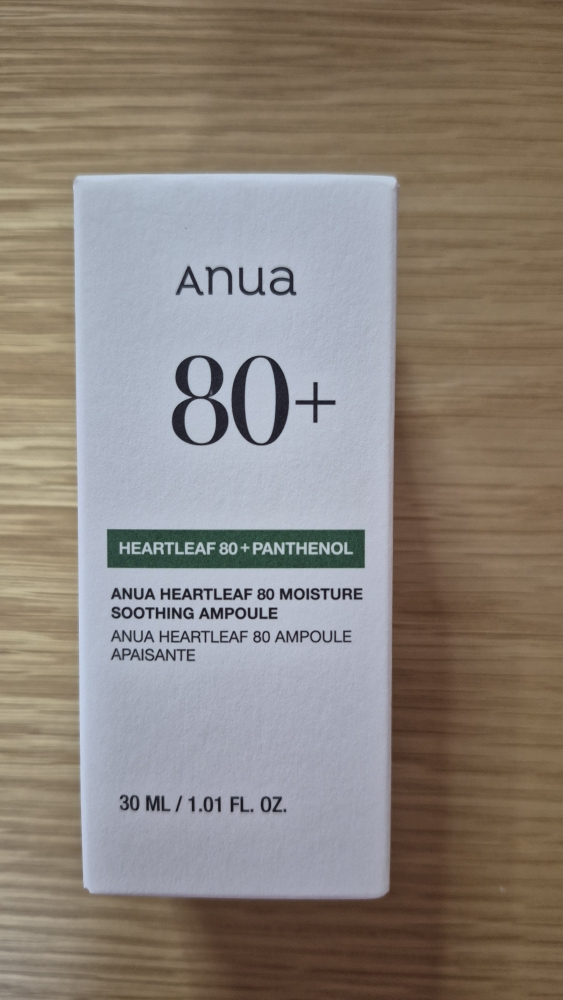 Anua
80+
HEARTLEAF 80 + PANTHENOL
ANUA HEARTLEAF 80 MOISTURE
SOOTHING AMPOULE
ANUA HEARTLEAF 80 AMPOULE
APAISANTE
30 ML / 1.01 FL. OZ.